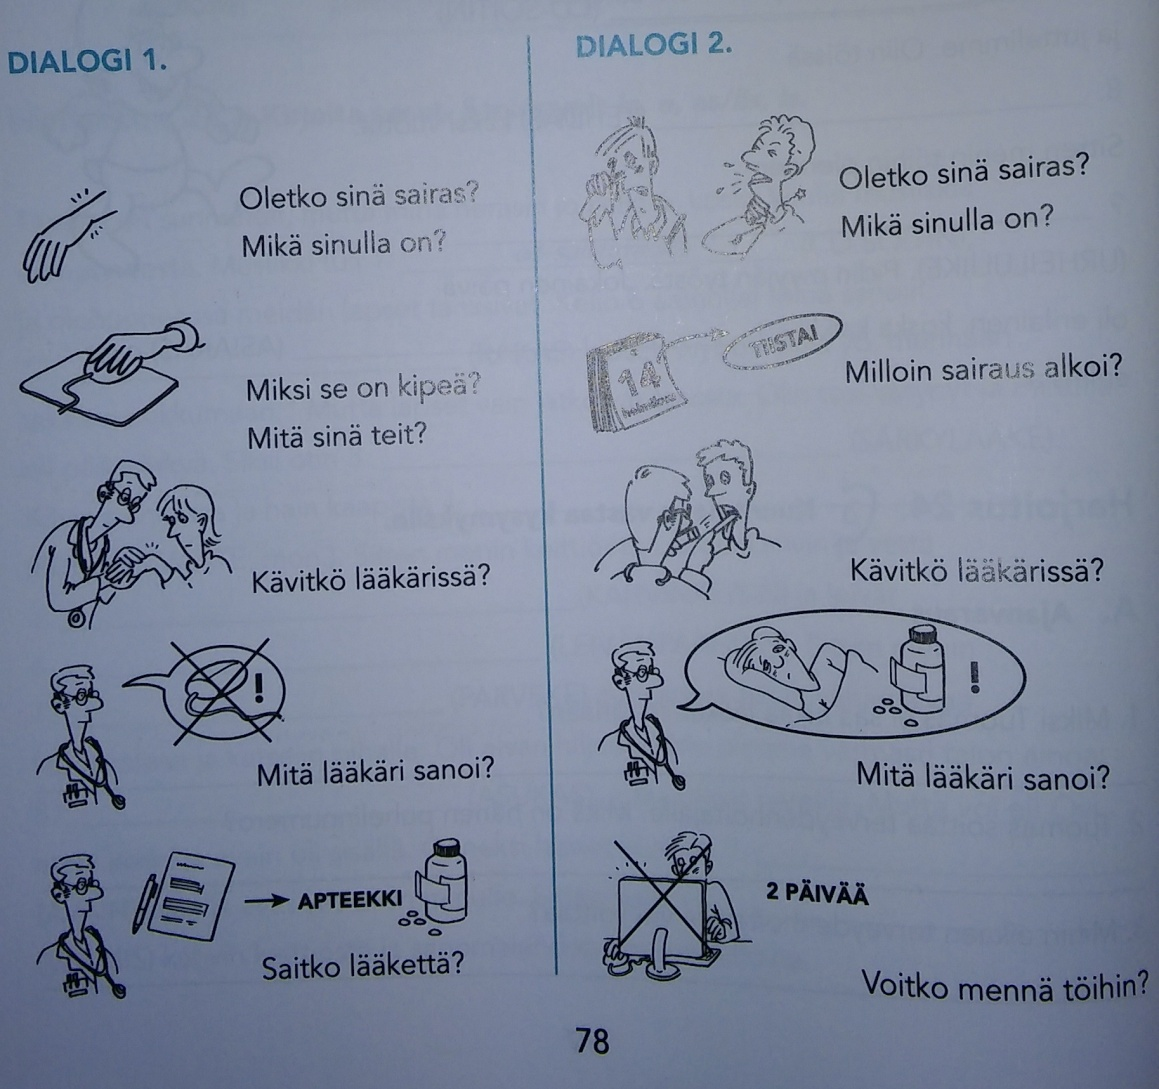 DIALOGI 1.
Oletko sinä sairas?
Mikä sinulla on?
Miksi se on kipeä?
Mitä sinä teit?
Kävitkö lääkärissä?
!
Mitä lääkäri sanoi?
APTEEKKI
Saitko lääkettä?
DIALOGI 2.
Oletko sinä sairas?
Mikä sinulla on?
TIISTAI
14
Milloin sairaus alkoi?
Kävitkö lääkärissä?
!
Mitä lääkäri sanoi?
2 PÄIVÄÄ
Voitko mennä töihin?
78